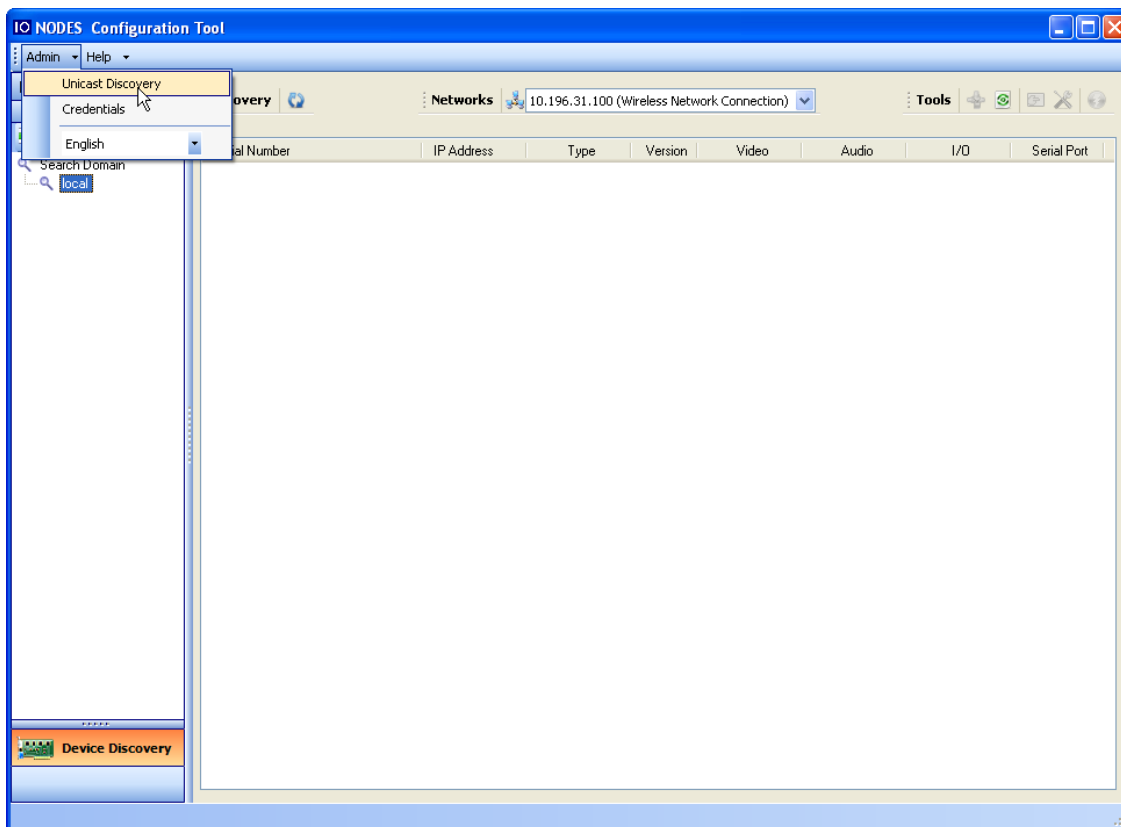 IO NODES Configuration Tool
Admin Help
Unicast Discovery
Credentials
English
overy
Networks 10.196.31.100 (Wireless Network Connection)
Tools
ial Number IP Address Type Version Video Audio I/O Serial Port
Search Domain
local
Device Discovery